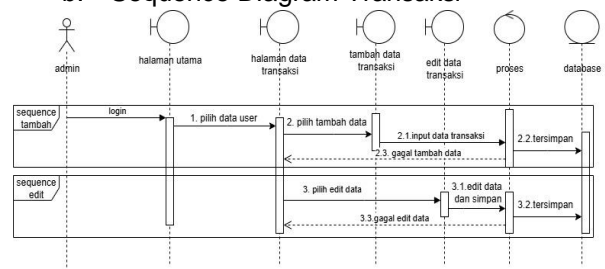 b. Sequence Diagram Transaksi
admin
halaman utama
halaman data
transaksi
tambah data
transaksi
edit data
transaksi
proses
database
sequence
tambah
login
1. pilih data user
2. pilih tambah data
2.1.input data transaksi
2.2.tersimpan
2.3. gagal tambah data
sequence
edit
3. pilih edit data
3.1.edit data
dan simpan
3.2.tersimpan
3.3.gagal edit data